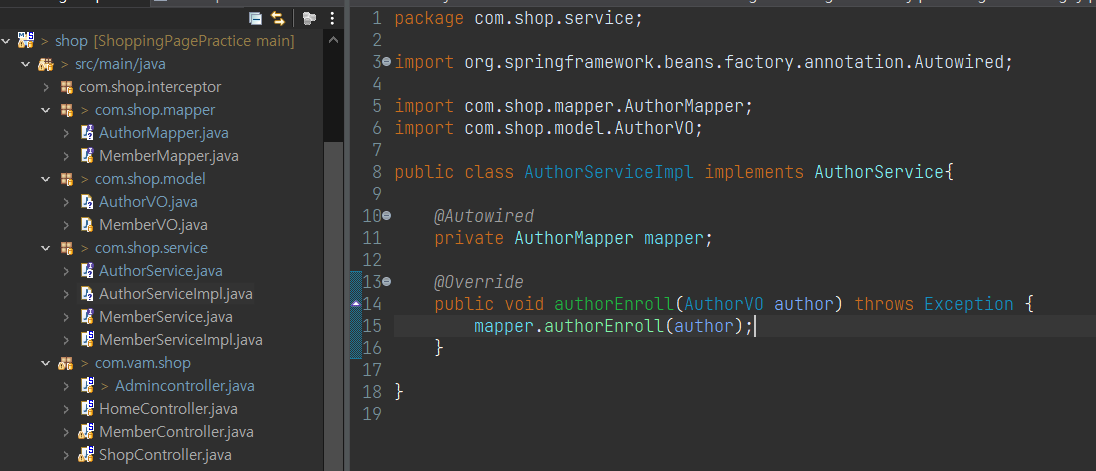 shop [ShoppingPagePractice main]
src/main/java
com.shop.interceptor
com.shop.mapper
AuthorMapper.java
MemberMapper.java
com.shop.model
AuthorVO.java
MemberVO.java
com.shop.service
AuthorService.java
AuthorServiceImpl.java
MemberService.java
MemberServiceImpl.java
com.vam.shop
Admincontroller.java
HomeController.java
MemberController.java
ShopController.java
1 package com.shop.service;
2
3 import org.springframework.beans.factory.annotation.Autowired;
4
5 import com.shop.mapper.AuthorMapper;
6 import com.shop.model.AuthorVO;
7
8 public class AuthorServiceImpl implements AuthorService{
9
10 @Autowired
11 private AuthorMapper mapper;
12
13 @Override
14 public void authorEnroll(AuthorVO author) throws Exception {
15 mapper.authorEnroll(author);
16 }
17
18 }
19